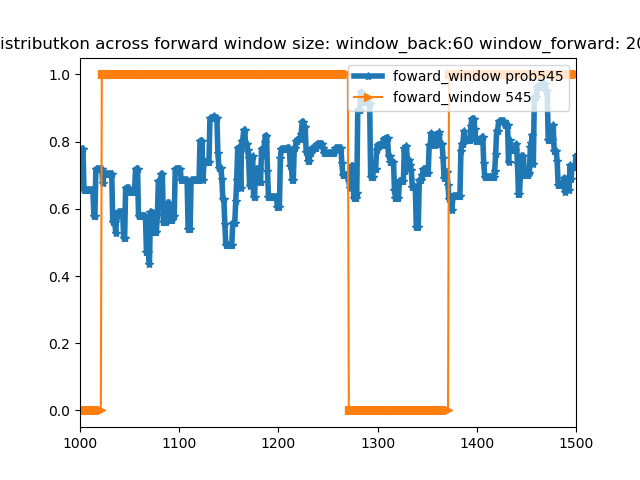 istributkon across forward window size: window_back:60 window_forward: 20
foward_window prob545
foward_window 545
1.0
0.8
0.6
0.4
0.2
0.0
1000 1100 1200 1300 1400 1500